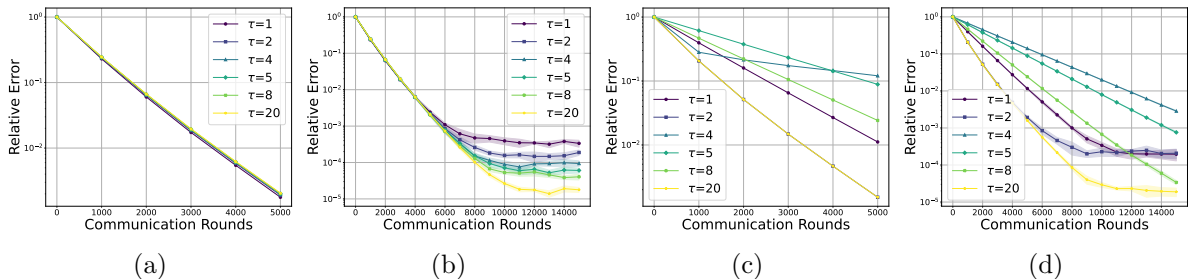 Relative Error
10⁰
10⁻¹
10⁻²
0 1000 2000 3000 4000 5000
Communication Rounds
τ=1
τ=2
τ=4
τ=5
τ=8
τ=20
(a)
Relative Error
10⁰
10⁻¹
10⁻²
10⁻³
10⁻⁴
10⁻⁵
0 2000 4000 6000 8000 10000 12000 14000
Communication Rounds
τ=1
τ=2
τ=4
τ=5
τ=8
τ=20
(b)
Relative Error
10⁰
10⁻¹
10⁻²
0 1000 2000 3000 4000 5000
Communication Rounds
τ=1
τ=2
τ=4
τ=5
τ=8
τ=20
(c)
Relative Error
10⁰
10⁻¹
10⁻²
10⁻³
10⁻⁴
10⁻⁵
0 2000 4000 6000 8000 10000 12000 14000
Communication Rounds
τ=1
τ=2
τ=4
τ=5
τ=8
τ=20
(d)